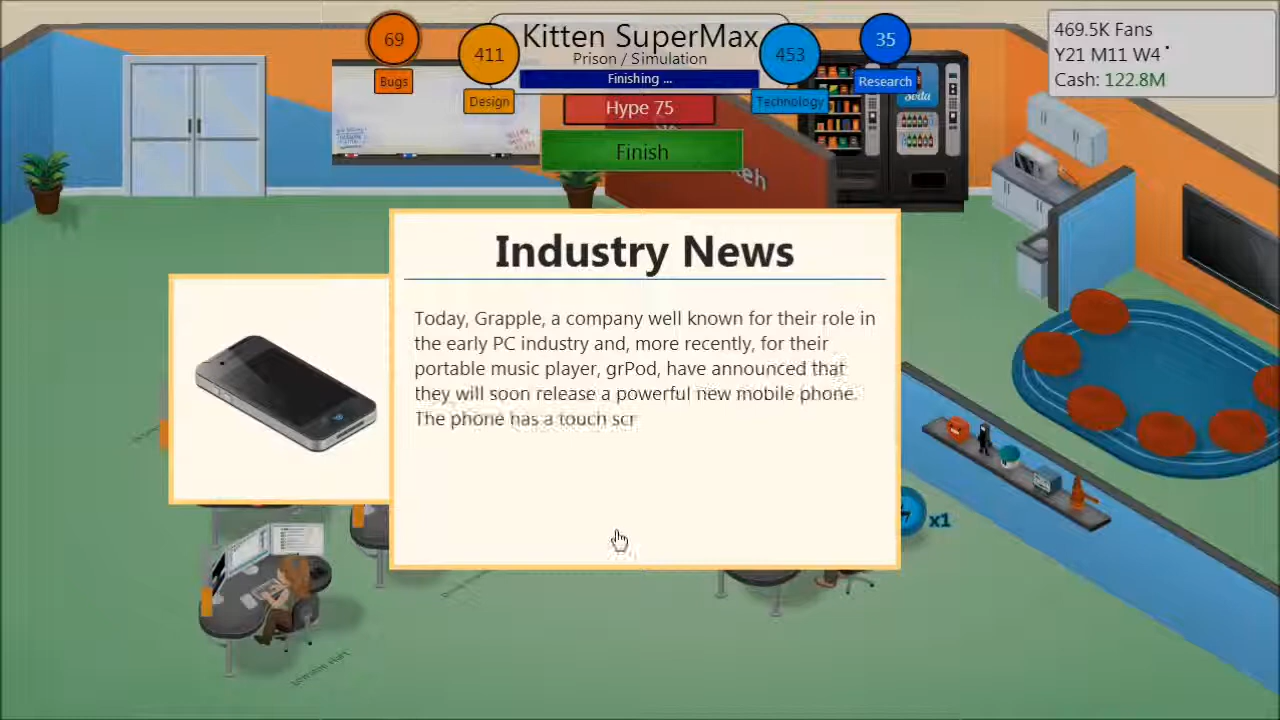 Kitten SuperMax
Prison / Simulation
Finishing ...
Hype 75
Finish
69
Bugs
411
Design
453
Technology
35
Research
469.5K Fans
Y21 M11 W4
Cash: 122.8M
Industry News
Today, Grapple, a company well known for their role in
the early PC industry and, more recently, for their
portable music player, grPod, have announced that
they will soon release a powerful new mobile phone.
The phone has a touch scr
x1